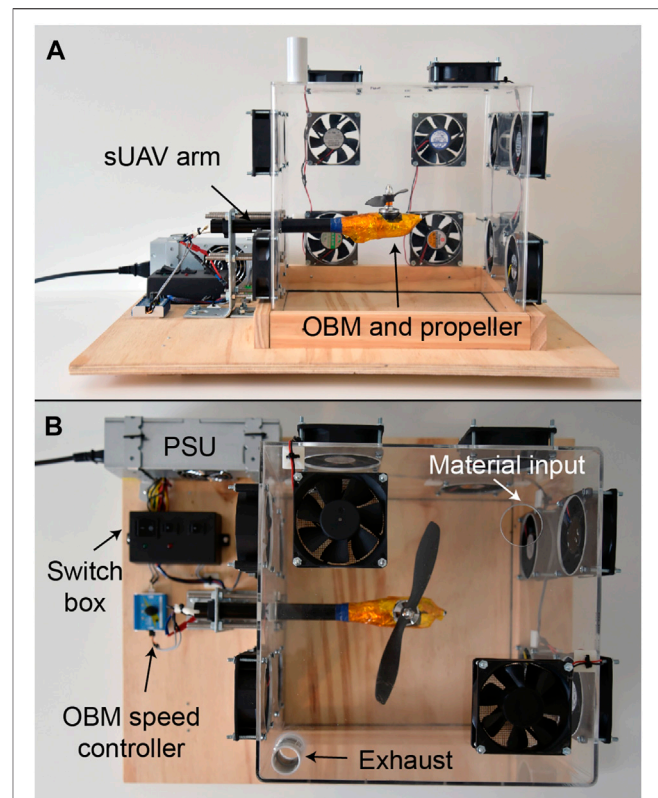 A
sUAV arm
OBM and propeller
B
PSU
Material input
Switch
box
OBM speed
controller
Exhaust